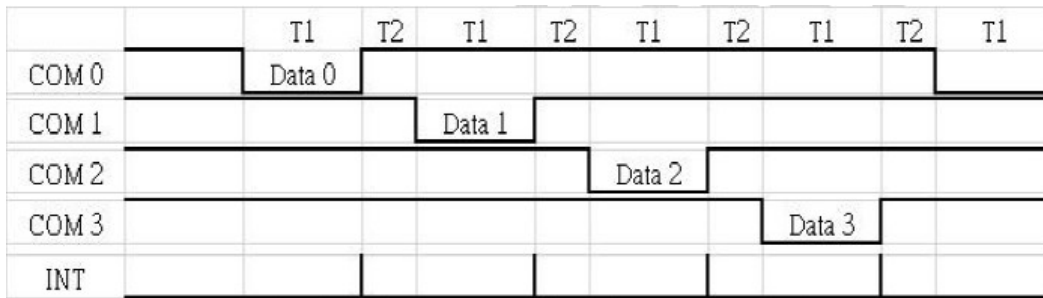 T1 T2 T1 T2 T1 T2 T1 T2 T1
COM 0 Data 0
COM 1 Data 1
COM 2 Data 2
COM 3 Data 3
INT